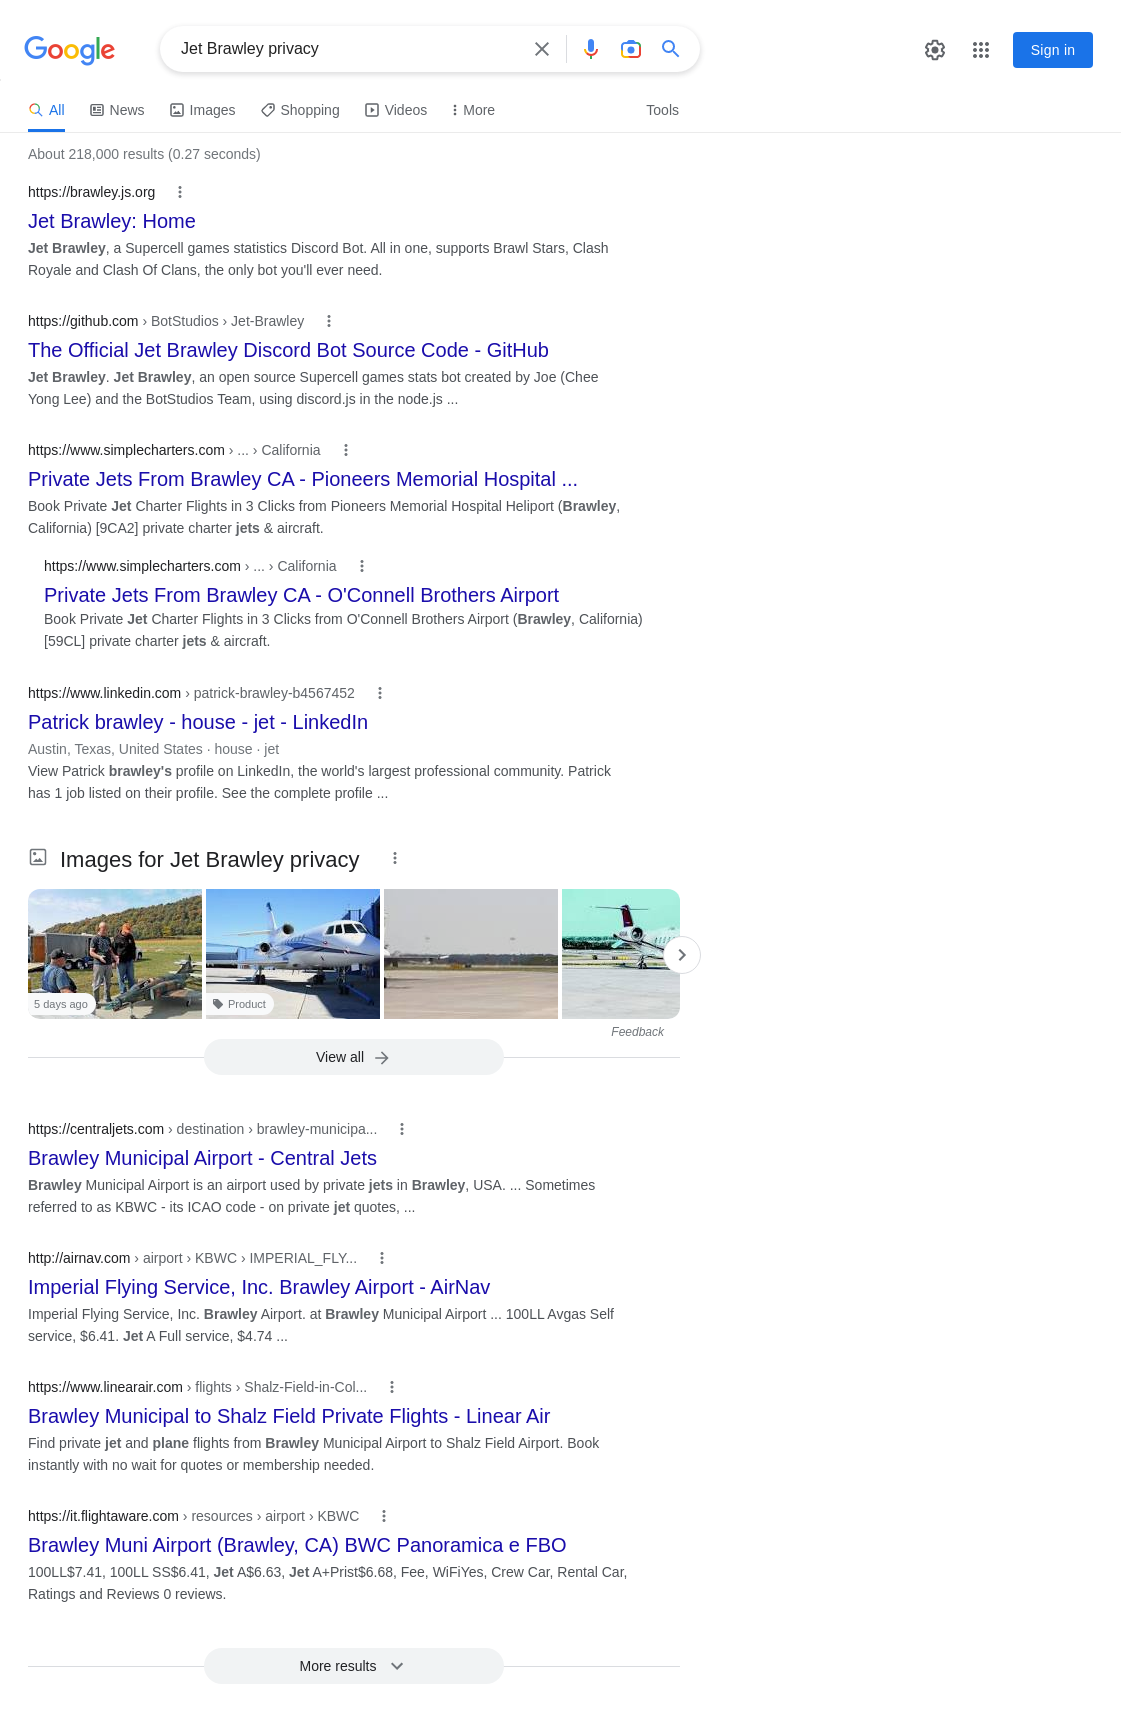 Google
Jet Brawley privacy
Sign in
All
News
Images
Shopping
Videos
More
Tools
About 218,000 results (0.27 seconds)
https://brawley.js.org
Jet Brawley: Home
Jet Brawley, a Supercell games statistics Discord Bot. All in one, supports Brawl Stars, Clash
Royale and Clash Of Clans, the only bot you'll ever need.
https://github.com › BotStudios › Jet-Brawley
The Official Jet Brawley Discord Bot Source Code - GitHub
Jet Brawley. Jet Brawley, an open source Supercell games stats bot created by Joe (Chee
Yong Lee) and the BotStudios Team, using discord.js in the node.js ...
https://www.simplecharters.com › ... › California
Private Jets From Brawley CA - Pioneers Memorial Hospital ...
Book Private Jet Charter Flights in 3 Clicks from Pioneers Memorial Hospital Heliport (Brawley,
California) [9CA2] private charter jets & aircraft.
https://www.simplecharters.com › ... › California
Private Jets From Brawley CA - O'Connell Brothers Airport
Book Private Jet Charter Flights in 3 Clicks from O'Connell Brothers Airport (Brawley, California)
[59CL] private charter jets & aircraft.
https://www.linkedin.com › patrick-brawley-b4567452
Patrick brawley - house - jet - LinkedIn
Austin, Texas, United States · house · jet
View Patrick brawley's profile on LinkedIn, the world's largest professional community. Patrick
has 1 job listed on their profile. See the complete profile ...
Images for Jet Brawley privacy
5 days ago
Product
Feedback
View all
https://centraljets.com › destination › brawley-municipa...
Brawley Municipal Airport - Central Jets
Brawley Municipal Airport is an airport used by private jets in Brawley, USA. ... Sometimes
referred to as KBWC - its ICAO code - on private jet quotes, ...
http://airnav.com › airport › KBWC › IMPERIAL_FLY...
Imperial Flying Service, Inc. Brawley Airport - AirNav
Imperial Flying Service, Inc. Brawley Airport. at Brawley Municipal Airport ... 100LL Avgas Self
service, $6.41. Jet A Full service, $4.74 ...
https://www.linearair.com › flights › Shalz-Field-in-Col...
Brawley Municipal to Shalz Field Private Flights - Linear Air
Find private jet and plane flights from Brawley Municipal Airport to Shalz Field Airport. Book
instantly with no wait for quotes or membership needed.
https://it.flightaware.com › resources › airport › KBWC
Brawley Muni Airport (Brawley, CA) BWC Panoramica e FBO
100LL$7.41, 100LL SS$6.41, Jet A$6.63, Jet A+Prist$6.68, Fee, WiFiYes, Crew Car, Rental Car,
Ratings and Reviews 0 reviews.
More results